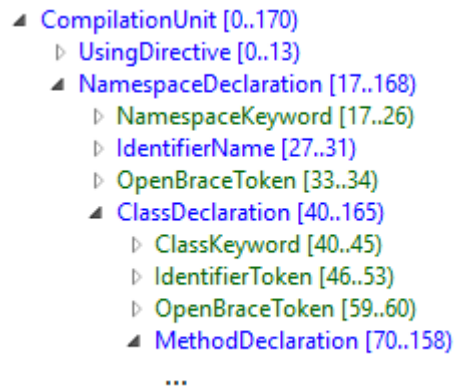 CompilationUnit [0..170)
UsingDirective [0..13)
NamespaceDeclaration [17..168)
NamespaceKeyword [17..26)
IdentifierName [27..31)
OpenBraceToken [33..34)
ClassDeclaration [40..165)
ClassKeyword [40..45)
IdentifierToken [46..53)
OpenBraceToken [59..60)
MethodDeclaration [70..158)
...